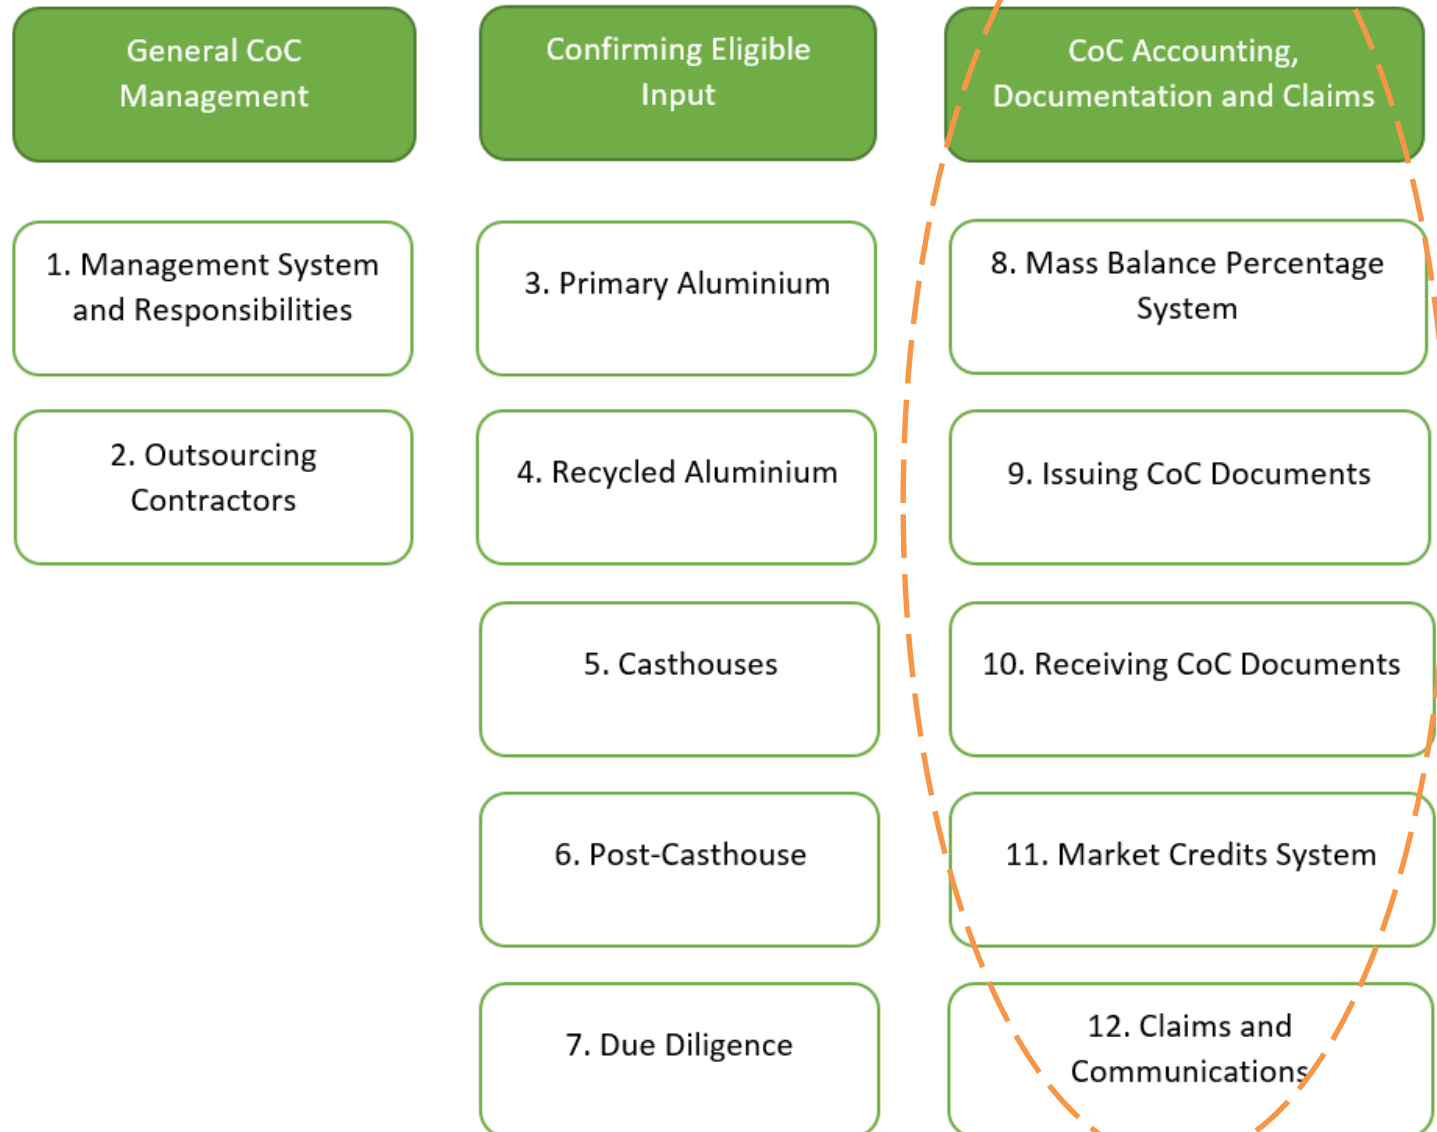 General CoC
Management
1. Management System
and Responsibilities
2. Outsourcing
Contractors
Confirming Eligible
Input
3. Primary Aluminium
4. Recycled Aluminium
5. Casthouses
6. Post-Casthouse
7. Due Diligence
CoC Accounting,
Documentation and Claims
8. Mass Balance Percentage
System
9. Issuing CoC Documents
10. Receiving CoC Documents
11. Market Credits System
12. Claims and
Communications